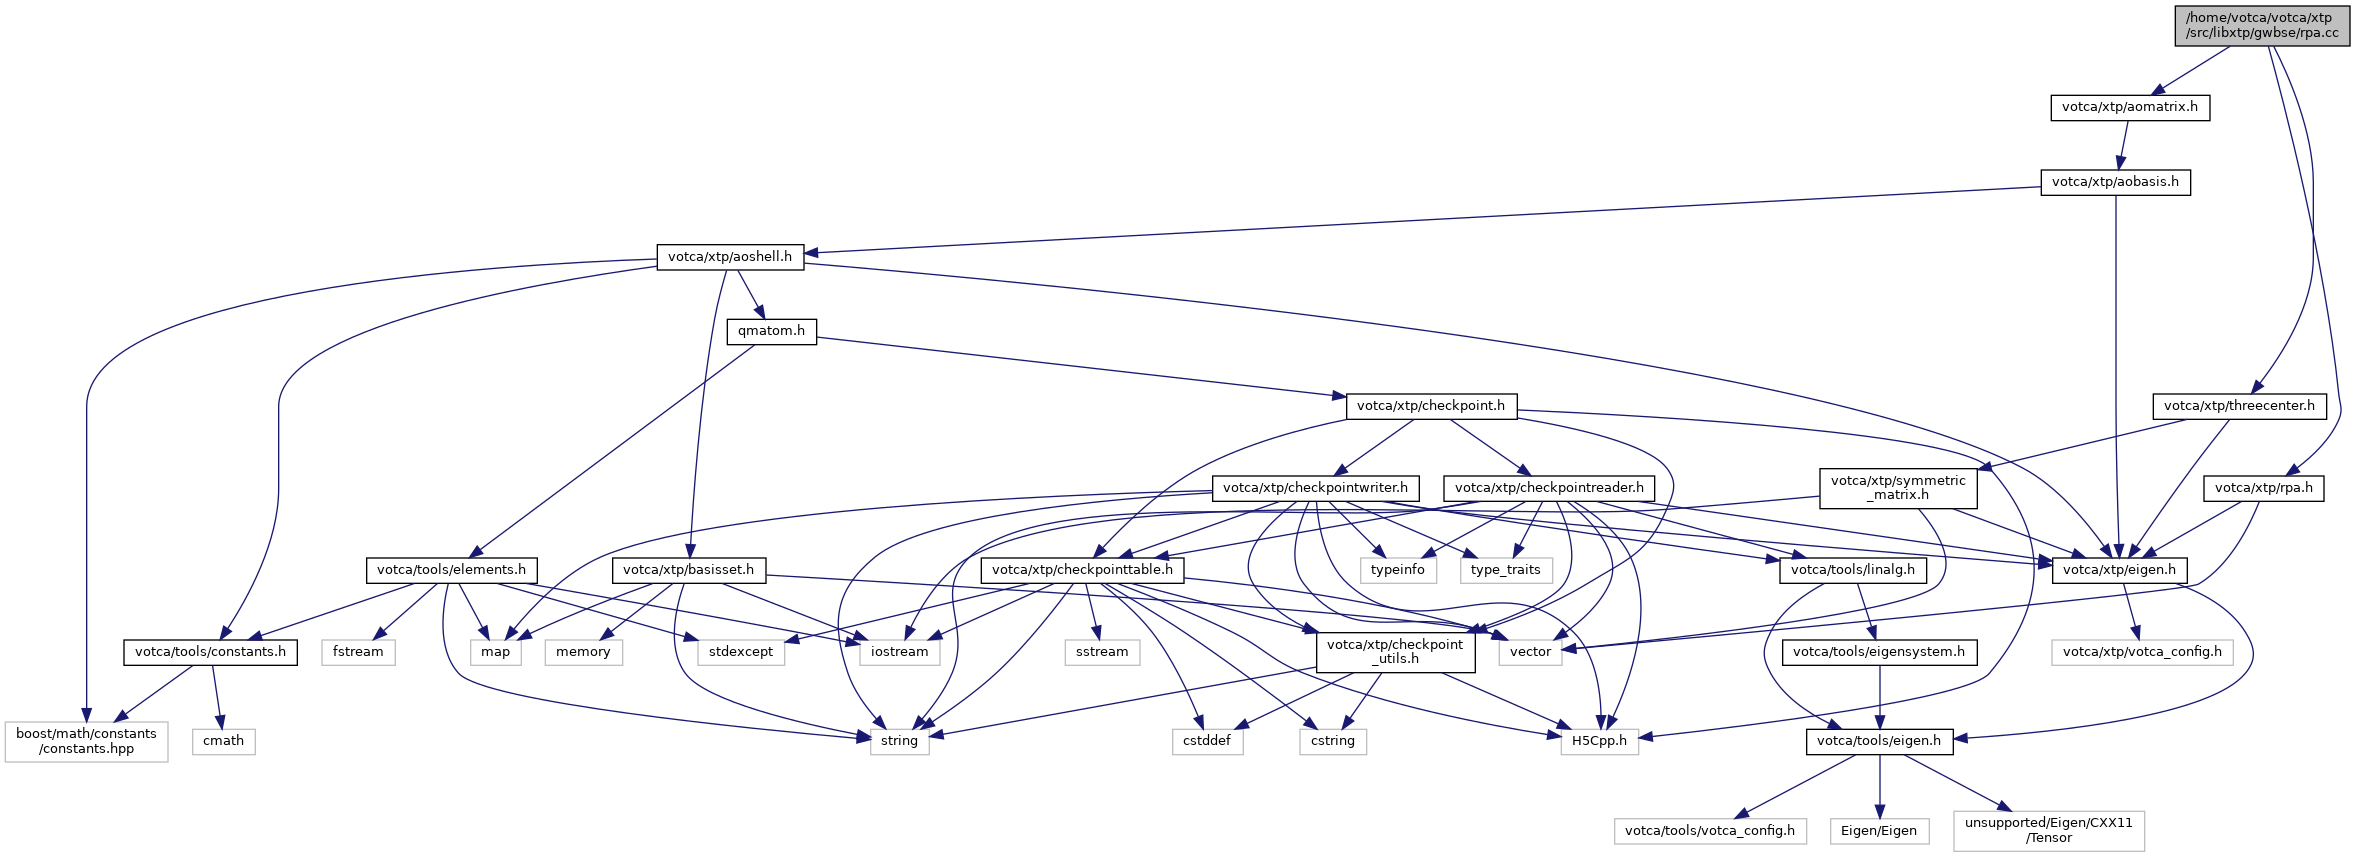 /home/votca/votca/xtp
/src/libxtp/gwbse/rpa.cc
votca/xtp/aomatrix.h
votca/xtp/aobasis.h
votca/xtp/aoshell.h
qmatom.h
votca/xtp/checkpoint.h
votca/xtp/threecenter.h
votca/xtp/checkpointwriter.h
votca/xtp/checkpointreader.h
votca/xtp/symmetric
_matrix.h
votca/xtp/rpa.h
votca/tools/elements.h
votca/xtp/basisset.h
votca/xtp/checkpointtable.h
typeinfo
type_traits
votca/tools/linalg.h
votca/xtp/eigen.h
votca/tools/constants.h
fstream
map
memory
stdexcept
iostream
sstream
votca/xtp/checkpoint
_utils.h
vector
votca/tools/eigensystem.h
votca/xtp/votca_config.h
boost/math/constants
/constants.hpp
cmath
string
cstddef
cstring
H5Cpp.h
votca/tools/eigen.h
votca/tools/votca_config.h
Eigen/Eigen
unsupported/Eigen/CXX11
/Tensor